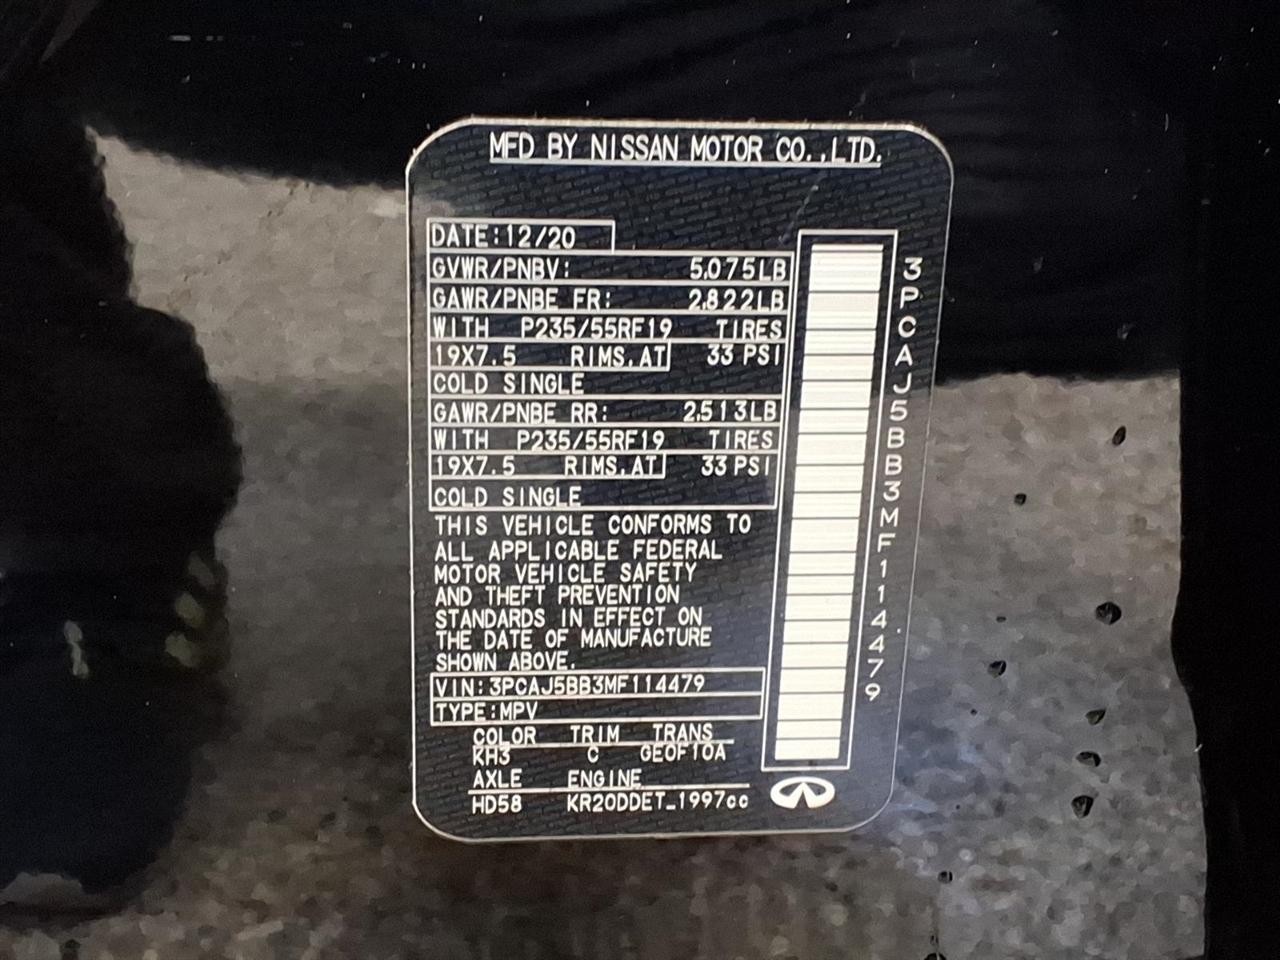 MFD BY NISSAN MOTOR CO.,LTD.
DATE:12/20
GVWR/PNBV: 5,075LB
GAWR/PNBE FR: 2,822LB
WITH P235/55RF19 TIRES
19X7.5 RIMS,AT 33 PSI
COLD SINGLE
GAWR/PNBE RR: 2,513LB
WITH P235/55RF19 TIRES
19X7.5 RIMS,AT 33 PSI
COLD SINGLE
THIS VEHICLE CONFORMS TO
ALL APPLICABLE FEDERAL
MOTOR VEHICLE SAFETY
AND THEFT PREVENTION
STANDARDS IN EFFECT ON
THE DATE OF MANUFACTURE
SHOWN ABOVE.
VIN:3PCAJ5BB3MF114479
TYPE:MPV
COLOR TRIM TRANS
KH3 C GEOF10A
AXLE ENGINE
HD58 KR20DDET_1997cc
3PCAJ5BB3MF114479